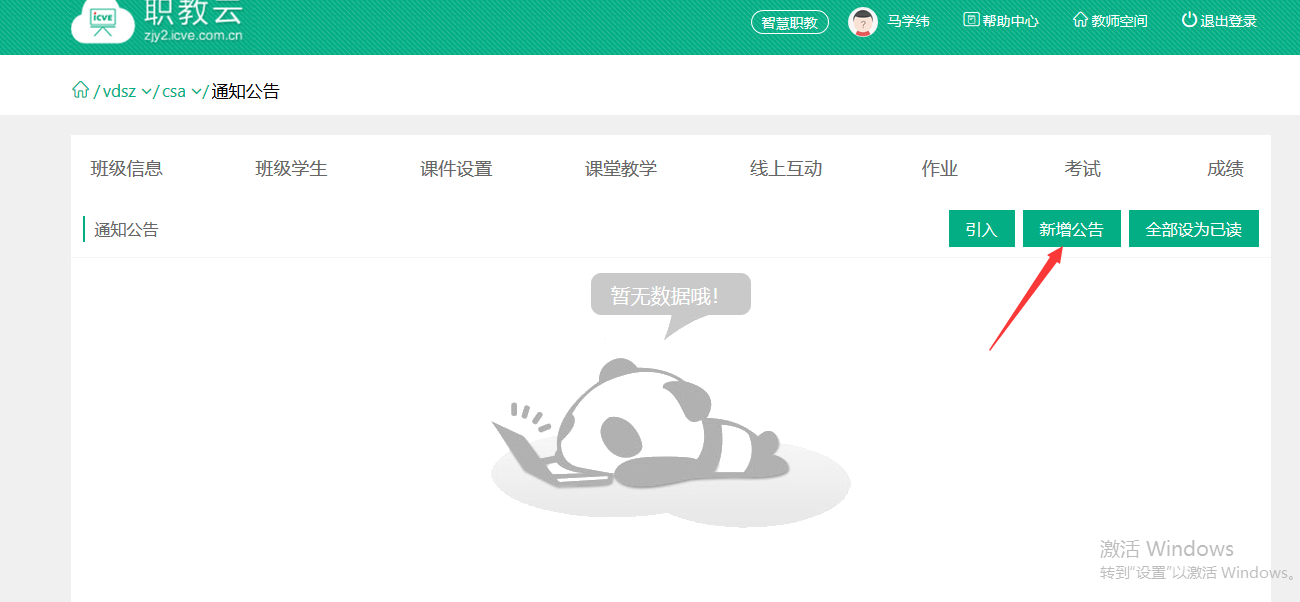 职教云
icve
zjy2.icve.com.cn
智慧职教 马学纬 帮助中心 教师空间 退出登录
/ vdsz / csa / 通知公告
班级信息 班级学生 课件设置 课堂教学 线上互动 作业 考试 成绩
通知公告 引入 新增公告 全部设为已读
暂无数据哦！
激活 Windows
转到“设置”以激活 Windows。